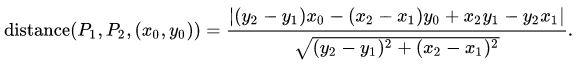 distance(P₁, P₂, (x₀, y₀)) = |(y₂ − y₁)x₀ − (x₂ − x₁)y₀ + x₂y₁ − y₂x₁| / √((y₂ − y₁)² + (x₂ − x₁)²).